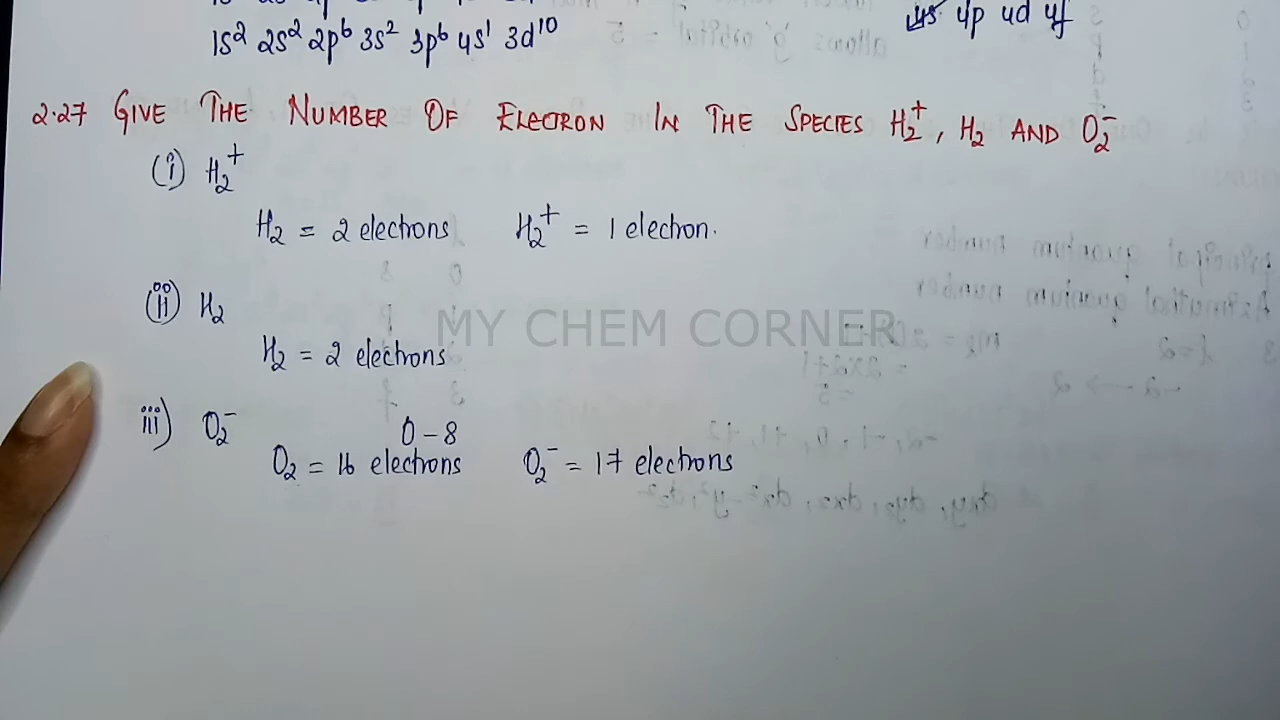 1s² 2s² 2p⁶ 3s² 3p⁶ 4s¹ 3d¹⁰
4s 4p 4d 4f
2.27 GIVE THE NUMBER OF ELECTRON IN THE SPECIES H₂⁺, H₂ AND O₂⁻
(i) H₂⁺
H₂ = 2 electrons H₂⁺ = 1 electron.
(ii) H₂
MY CHEM CORNER
H₂ = 2 electrons
iii) O₂⁻
O - 8
O₂ = 16 electrons O₂⁻ = 17 electrons